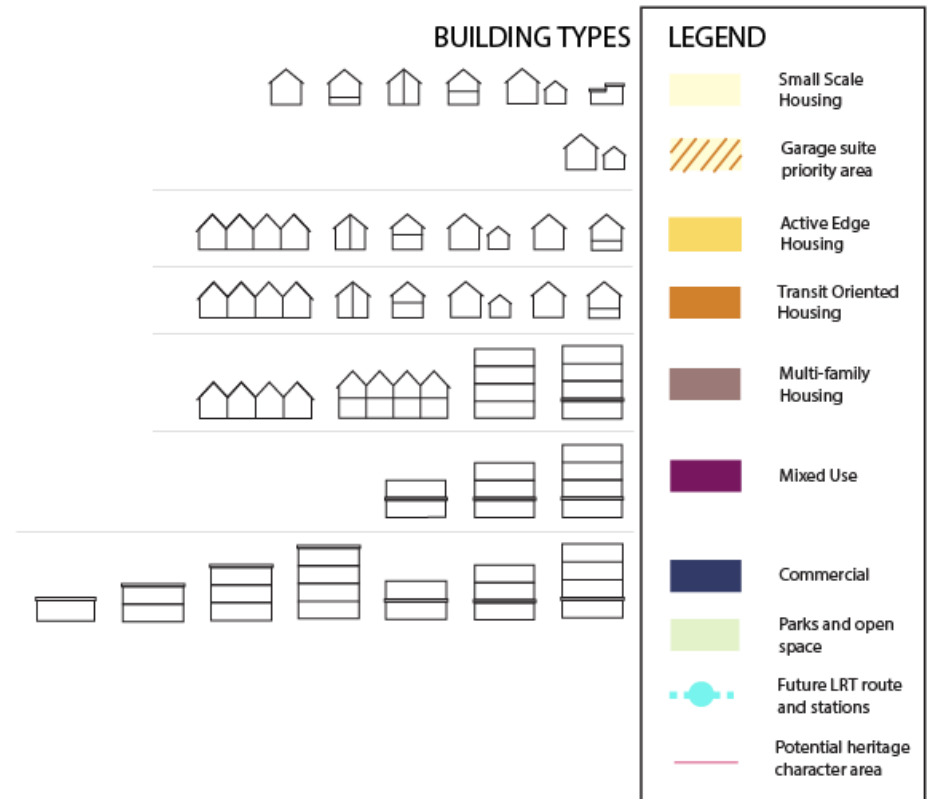 BUILDING TYPES
LEGEND
Small Scale
Housing
Garage suite
priority area
Active Edge
Housing
Transit Oriented
Housing
Multi-family
Housing
Mixed Use
Commercial
Parks and open
space
Future LRT route
and stations
Potential heritage
character area